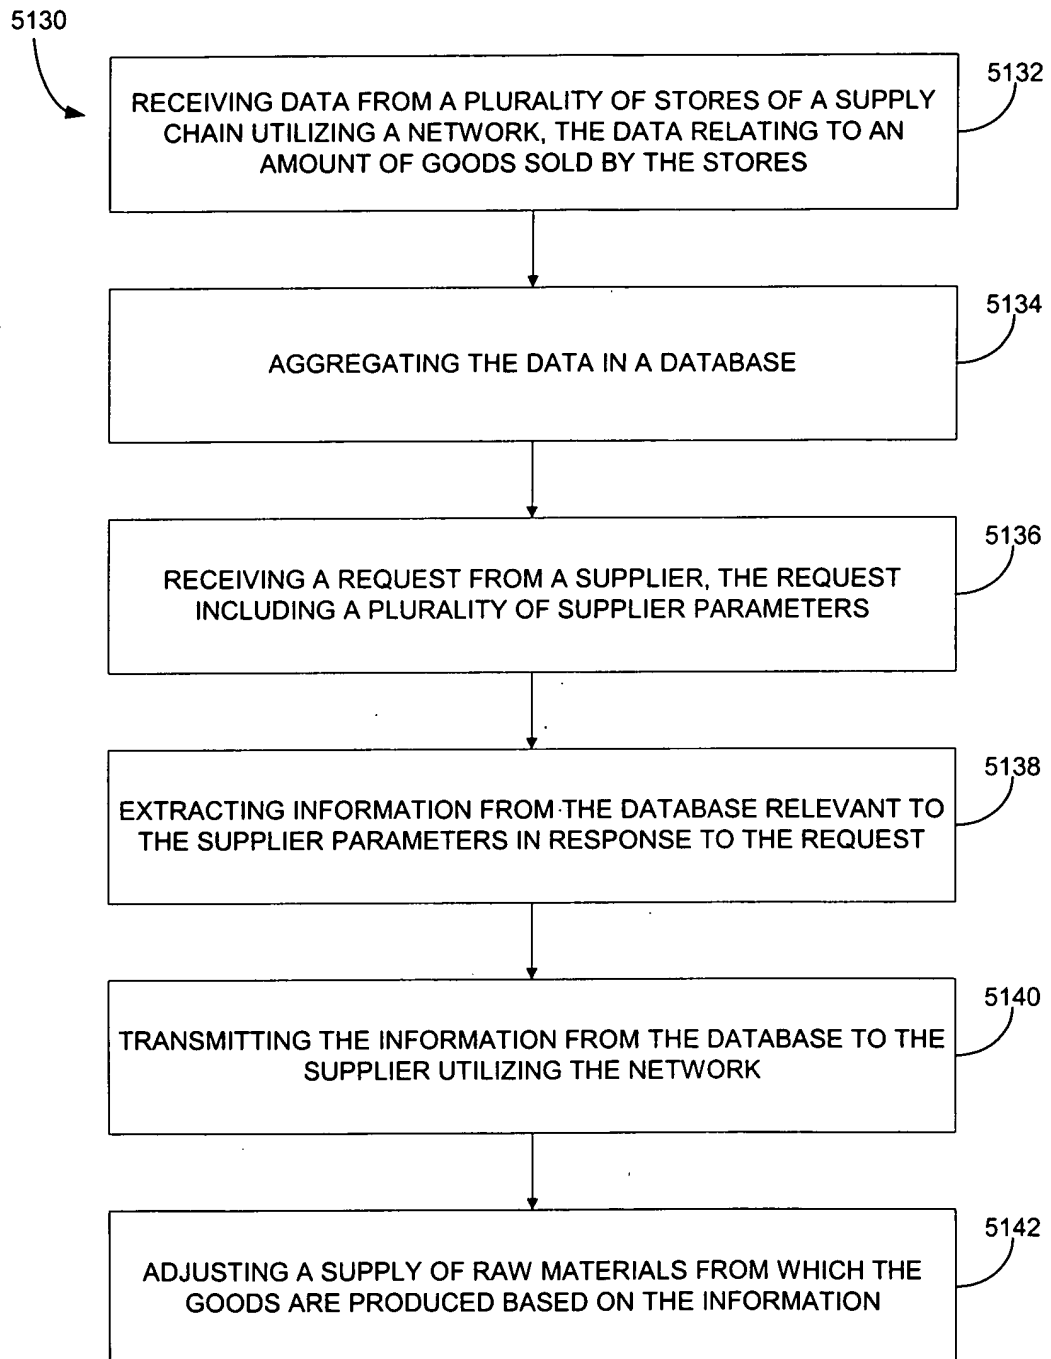 5130
5132
RECEIVING DATA FROM A PLURALITY OF STORES OF A SUPPLY
CHAIN UTILIZING A NETWORK, THE DATA RELATING TO AN
AMOUNT OF GOODS SOLD BY THE STORES
5134
AGGREGATING THE DATA IN A DATABASE
5136
RECEIVING A REQUEST FROM A SUPPLIER, THE REQUEST
INCLUDING A PLURALITY OF SUPPLIER PARAMETERS
5138
EXTRACTING INFORMATION FROM THE DATABASE RELEVANT TO
THE SUPPLIER PARAMETERS IN RESPONSE TO THE REQUEST
5140
TRANSMITTING THE INFORMATION FROM THE DATABASE TO THE
SUPPLIER UTILIZING THE NETWORK
5142
ADJUSTING A SUPPLY OF RAW MATERIALS FROM WHICH THE
GOODS ARE PRODUCED BASED ON THE INFORMATION